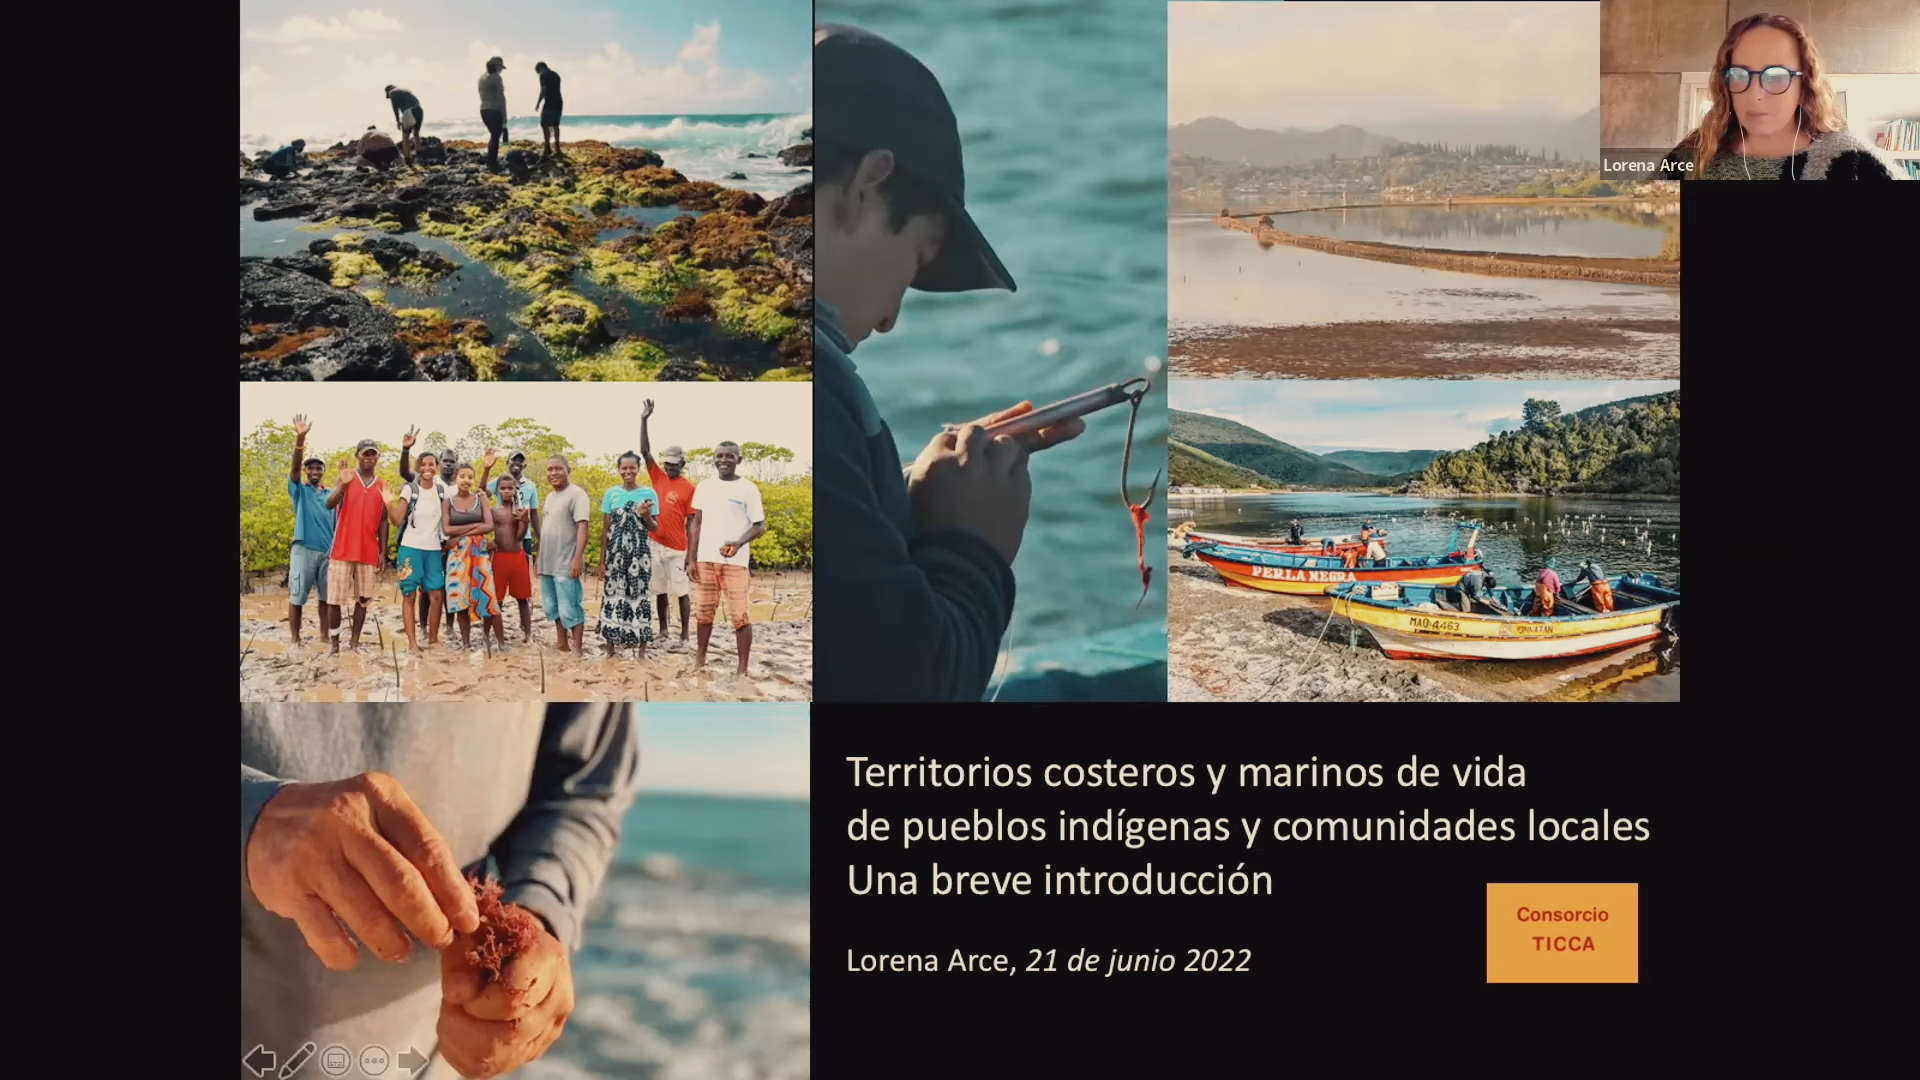 Lorena Arce
PERLA NEGRA
MAO 4463
Territorios costeros y marinos de vida
de pueblos indígenas y comunidades locales
Una breve introducción
Lorena Arce, 21 de junio 2022
Consorcio
TICCA